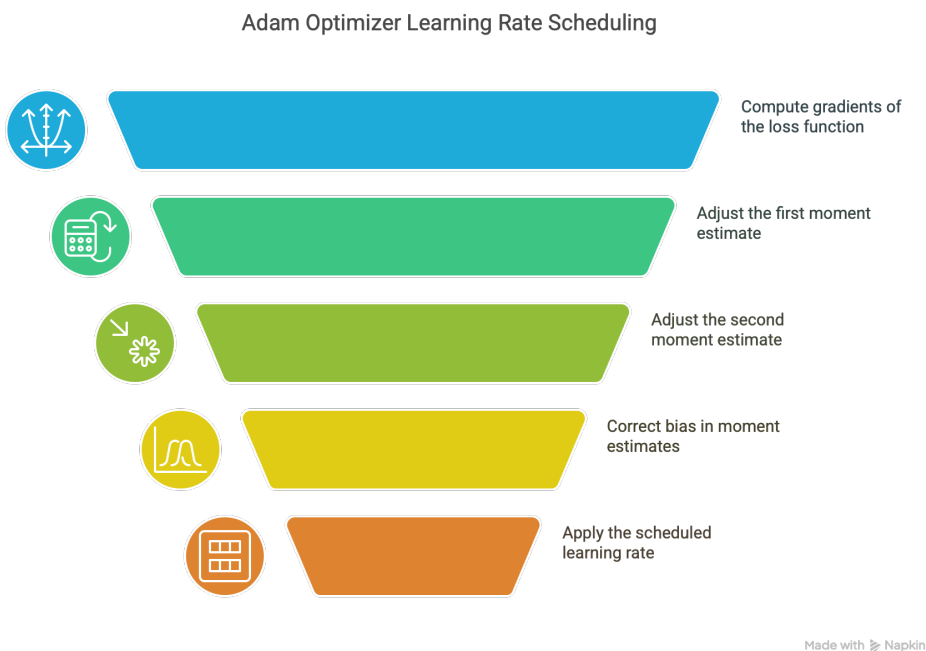 Adam Optimizer Learning Rate Scheduling
Compute gradients of
the loss function
Adjust the first moment
estimate
Adjust the second
moment estimate
Correct bias in moment
estimates
Apply the scheduled
learning rate
Made with Napkin